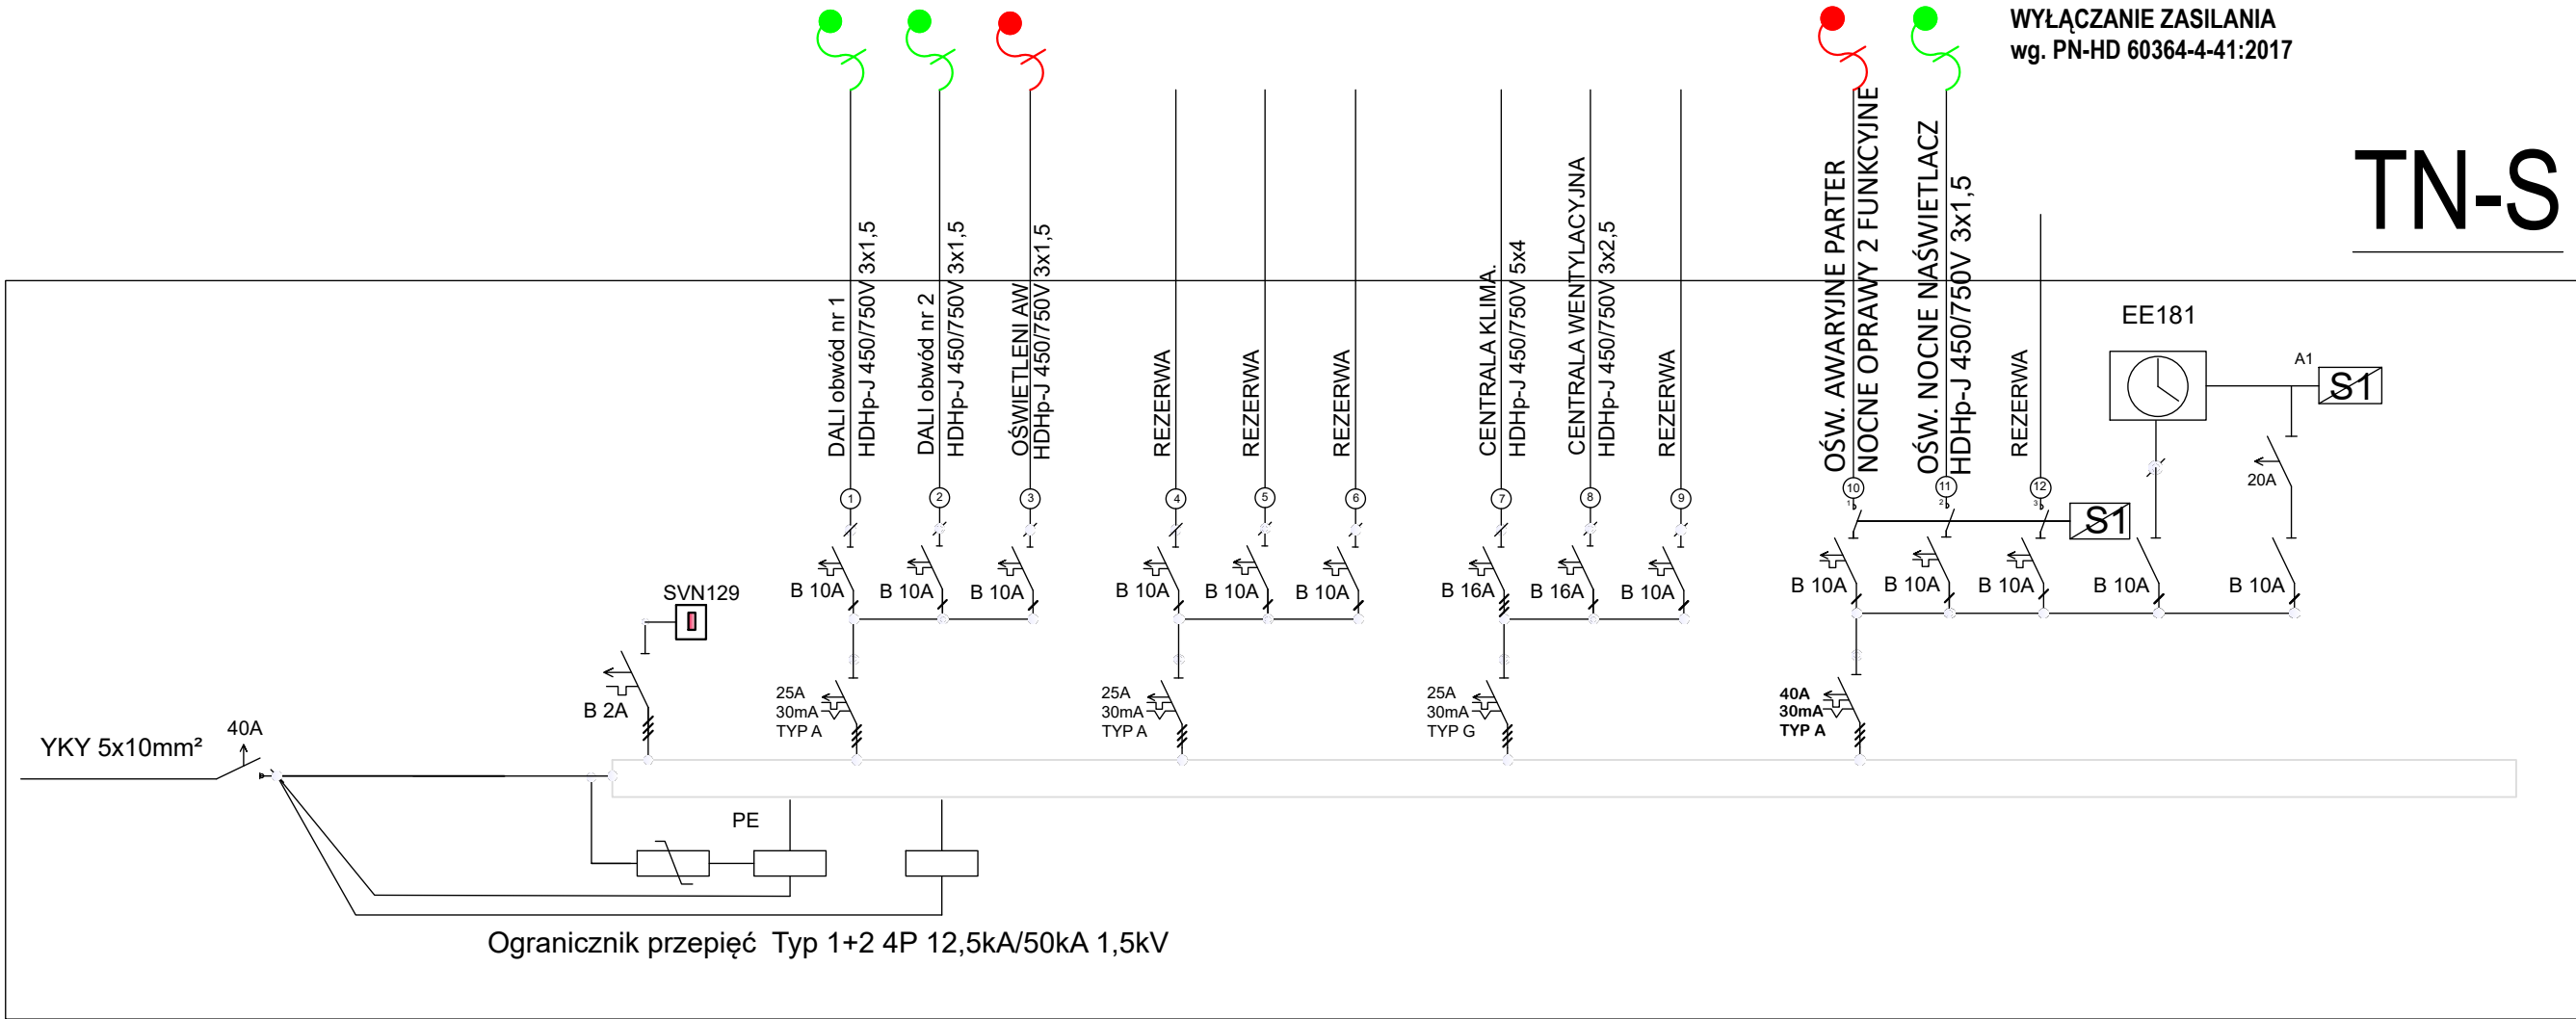 WYŁĄCZANIE ZASILANIA
wg. PN-HD 60364-4-41:2017
TN-S
DALI obwód nr 1
HDHp-J 450/750V 3x1,5
DALI obwód nr 2
HDHp-J 450/750V 3x1,5
OŚWIETLENI AW
HDHp-J 450/750V 3x1,5
REZERWA
REZERWA
REZERWA
CENTRALA KLIMA.
HDHp-J 450/750V 5x4
CENTRALA WENTYLACYJNA
HDHp-J 450/750V 3x2,5
REZERWA
OŚW. AWARYJNE PARTER
NOCNE OPRAWY 2 FUNKCYJNE
OŚW. NOCNE NAŚWIETLACZ
HDHp-J 450/750V 3x1,5
REZERWA
EE181
A1
S1
20A
1
2
3
4
5
6
7
8
9
10
11
12
1
2
3
S1
B 10A
B 10A
B 10A
B 10A
B 10A
B 10A
B 16A
B 16A
B 10A
B 10A
B 10A
B 10A
B 10A
B 10A
SVN129
B 2A
25A
30mA
TYP A
25A
30mA
TYP A
25A
30mA
TYP G
40A
30mA
TYP A
YKY 5x10mm²
40A
PE
Ogranicznik przepięć Typ 1+2 4P 12,5kA/50kA 1,5kV